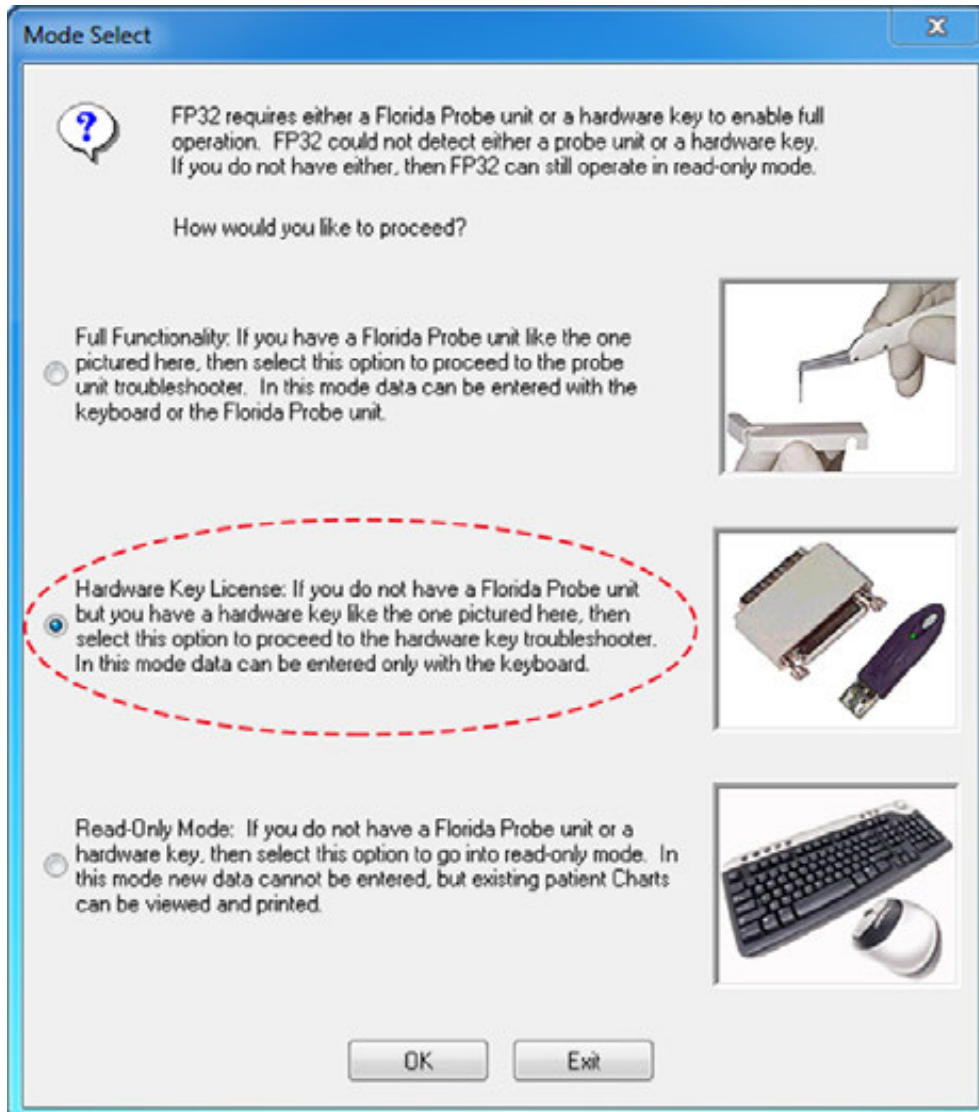 Mode Select
FP32 requires either a Florida Probe unit or a hardware key to enable full
operation.  FP32 could not detect either a probe unit or a hardware key.
If you do not have either, then FP32 can still operate in read-only mode.
How would you like to proceed?
Full Functionality: If you have a Florida Probe unit like the one
pictured here, then select this option to proceed to the probe
unit troubleshooter.  In this mode data can be entered with the
keyboard or the Florida Probe unit.
Hardware Key License: If you do not have a Florida Probe unit
but you have a hardware key like the one pictured here, then
select this option to proceed to the hardware key troubleshooter.
In this mode data can be entered only with the keyboard.
Read-Only Mode:  If you do not have a Florida Probe unit or a
hardware key, then select this option to go into read-only mode.  In
this mode new data cannot be entered, but existing patient Charts
can be viewed and printed.
OK
Exit